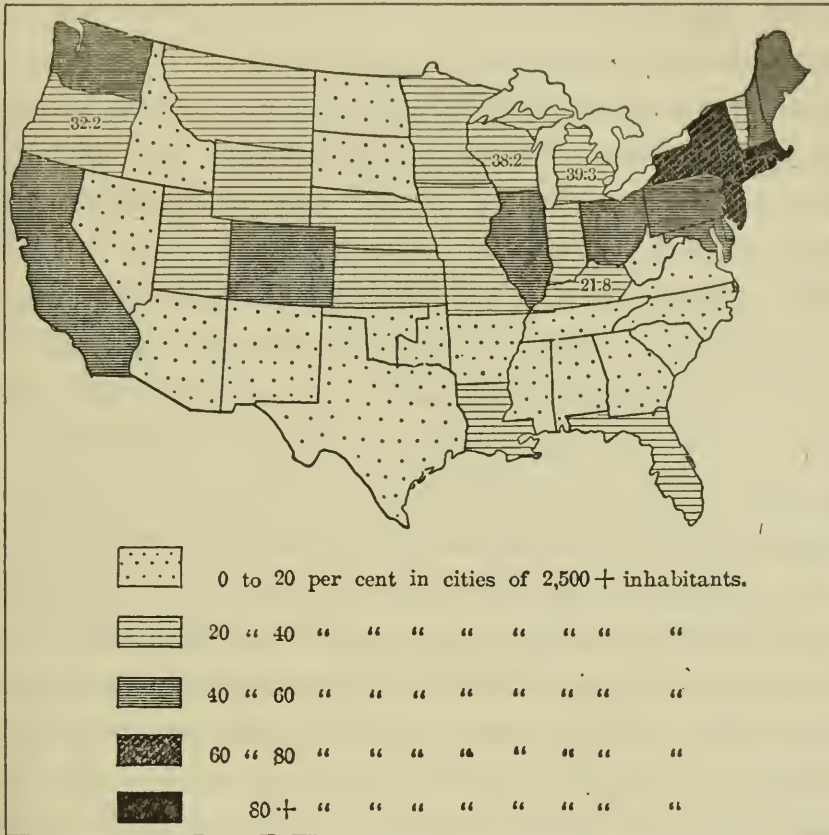 32:2
38:2
39:3
21:8
0 to 20 per cent in cities of 2,500 + inhabitants.
20 “ 40 “ “ “ “ “ “ “ “
40 “ 60 “ “ “ “ “ “ “ “
60 “ 80 “ “ “ “ “ “ “ “
80 + “ “ “ “ “ “ “ “